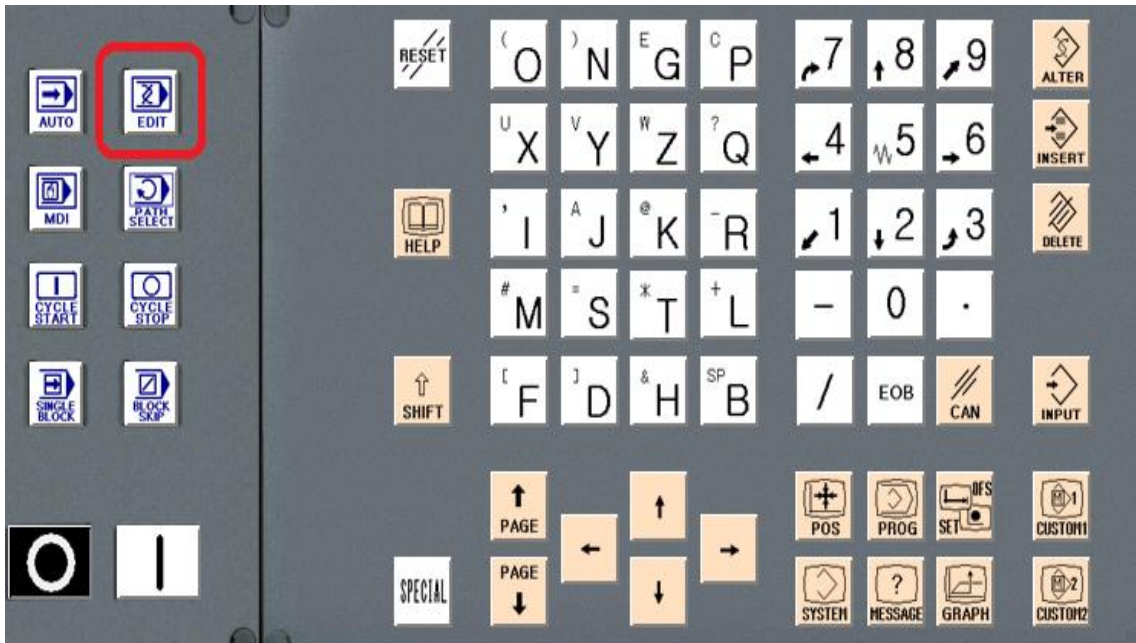 AUTO
EDIT
MDI
PATH
SELECT
CYCLE
START
CYCLE
STOP
SINGLE
BLOCK
BLOCK
SKIP
O
I
RESET
( O
) N
E G
C P
7
8
9
ALTER
U X
V Y
W Z
? Q
4
5
6
INSERT
HELP
, I
A J
@ K
- R
1
2
3
DELETE
# M
= S
* T
+ L
-
0
.
SHIFT
[ F
] D
& H
SP B
/
EOB
CAN
INPUT
PAGE
POS
PROG
OFS
SET
M 1
CUSTOM1
SPECIAL
PAGE
SYSTEM
?
MESSAGE
GRAPH
M 2
CUSTOM2